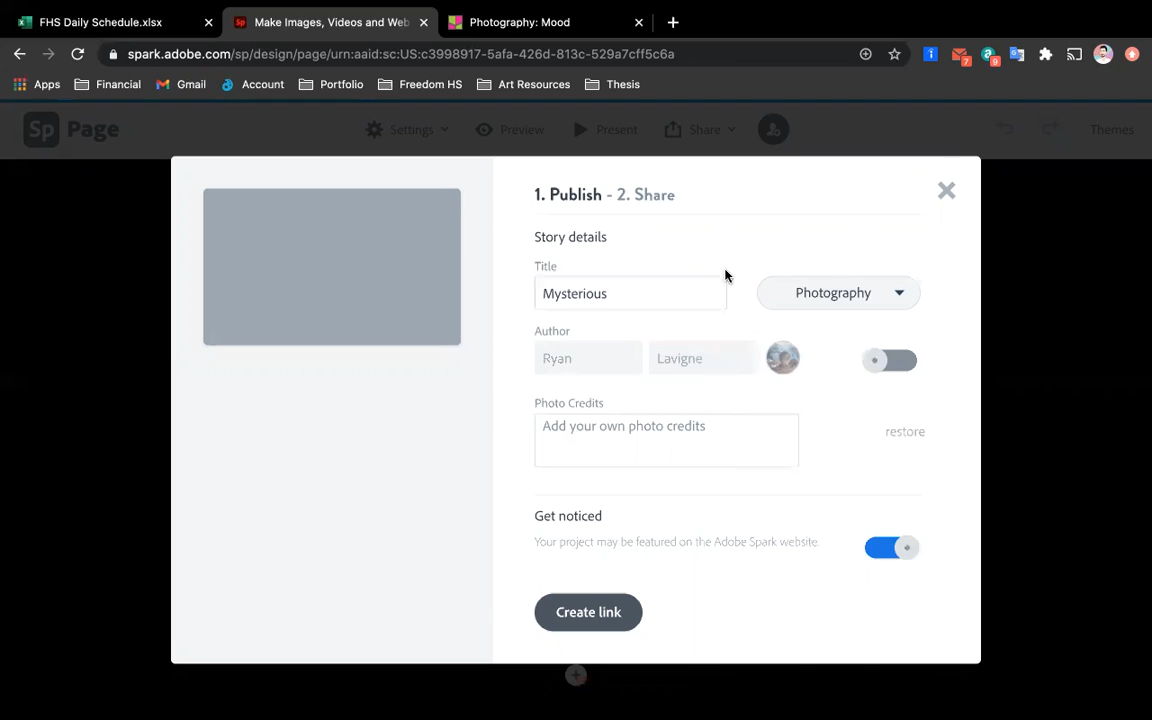 FHS Daily Schedule.xlsx
Make Images, Videos and Web
Photography: Mood
spark.adobe.com/sp/design/page/urn:aaid:sc:US:c3998917-5afa-426d-813c-529a7cff5c6a
7
9
Apps
Financial
Gmail
Account
Portfolio
Freedom HS
Art Resources
Thesis
Sp Page
Settings
Preview
Present
Share
Themes
1. Publish - 2. Share
Story details
Title
Mysterious
Photography
Author
Ryan
Lavigne
Photo Credits
Add your own photo credits
restore
Get noticed
Your project may be featured on the Adobe Spark website.
Create link